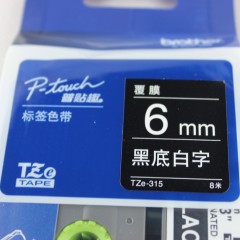 brother
P-touch
普貼趣
标签色带
TZe
TAPE
覆膜
6 mm
黑底白字
TZe-315
8米